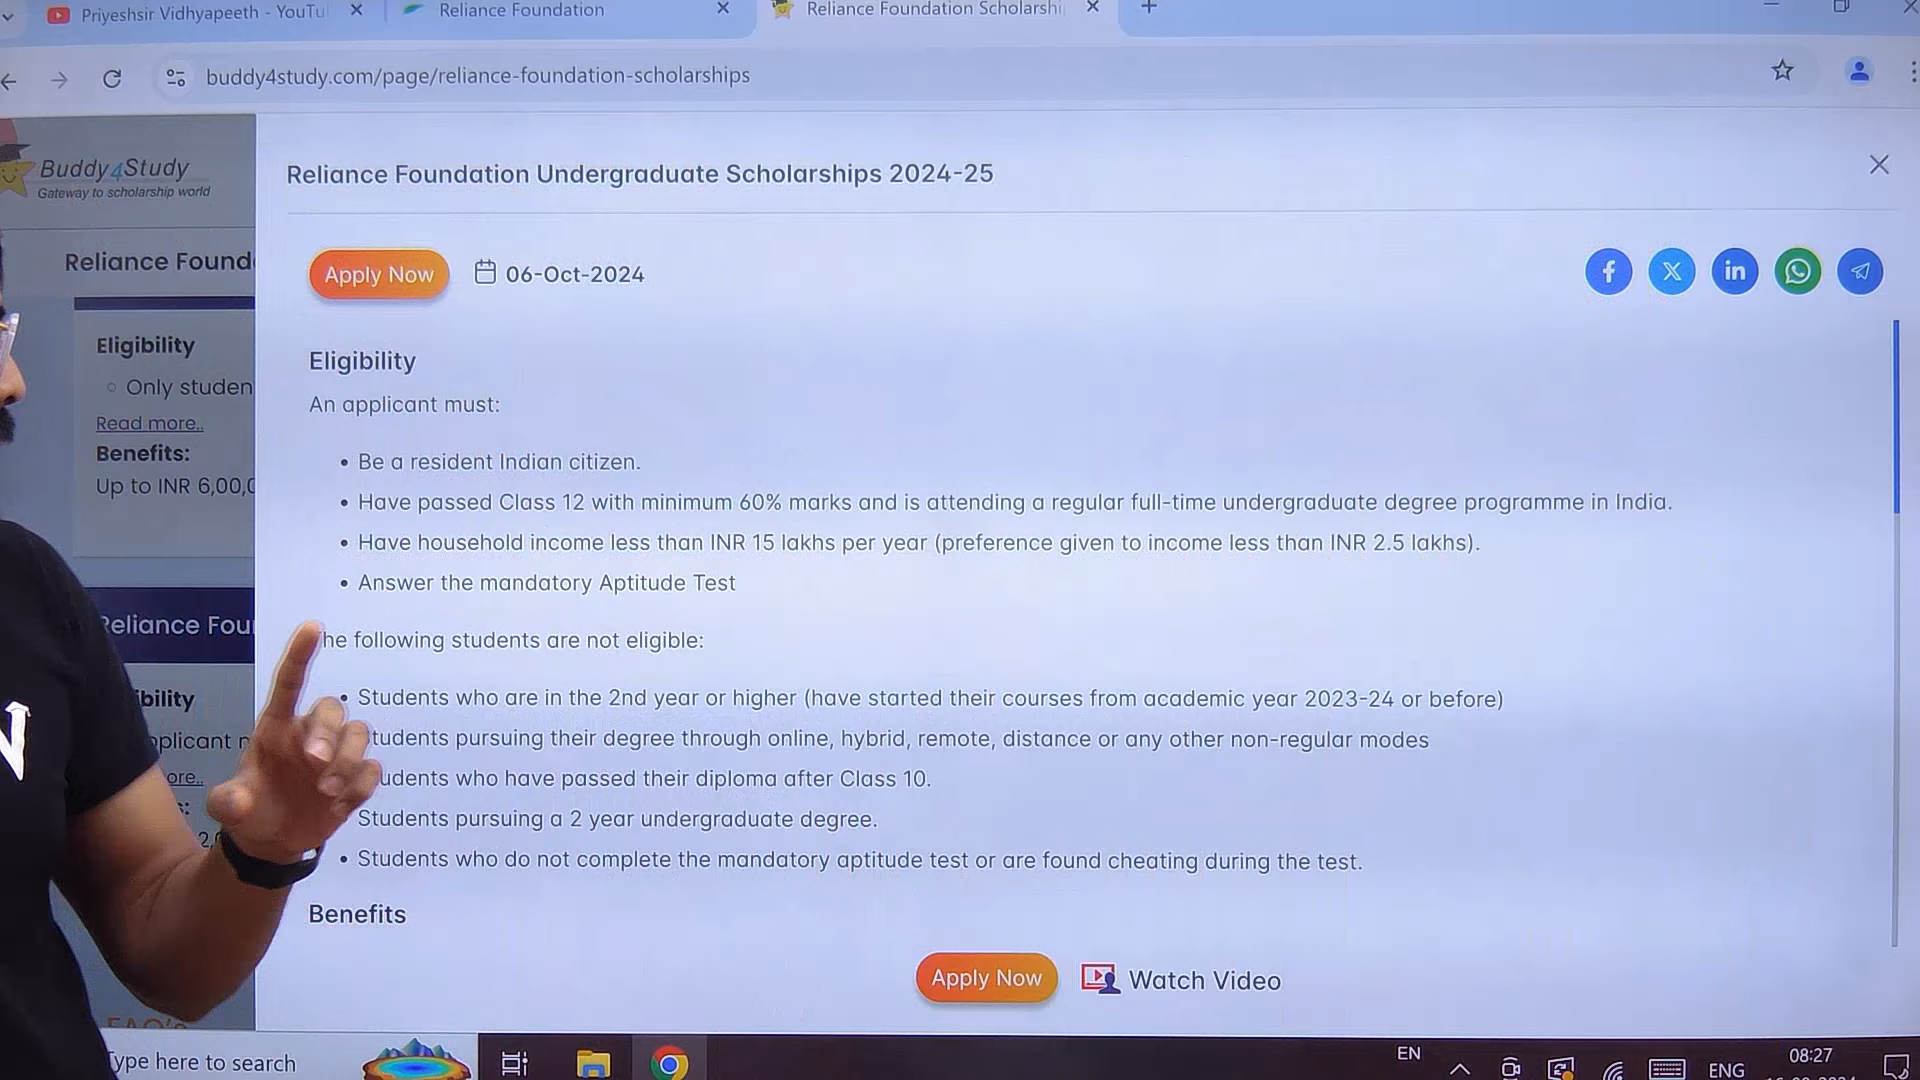 Priyeshsir Vidhyapeeth - YouTu
Reliance Foundation
Reliance Foundation Scholarshi
buddy4study.com/page/reliance-foundation-scholarships
Buddy4Study
Gateway to scholarship world
Reliance Found
Eligibility
Only studen
Read more..
Benefits:
Up to INR 6,00,0
Reliance Foun
bility
plicant
ore..
Reliance Foundation Undergraduate Scholarships 2024-25
Apply Now
06-Oct-2024
Eligibility
An applicant must:
• Be a resident Indian citizen.
• Have passed Class 12 with minimum 60% marks and is attending a regular full-time undergraduate degree programme in India.
• Have household income less than INR 15 lakhs per year (preference given to income less than INR 2.5 lakhs).
• Answer the mandatory Aptitude Test
he following students are not eligible:
• Students who are in the 2nd year or higher (have started their courses from academic year 2023-24 or before)
tudents pursuing their degree through online, hybrid, remote, distance or any other non-regular modes
udents who have passed their diploma after Class 10.
Students pursuing a 2 year undergraduate degree.
• Students who do not complete the mandatory aptitude test or are found cheating during the test.
Benefits
Apply Now
Watch Video
FAQ's
Type here to search
EN
ENG
08:27